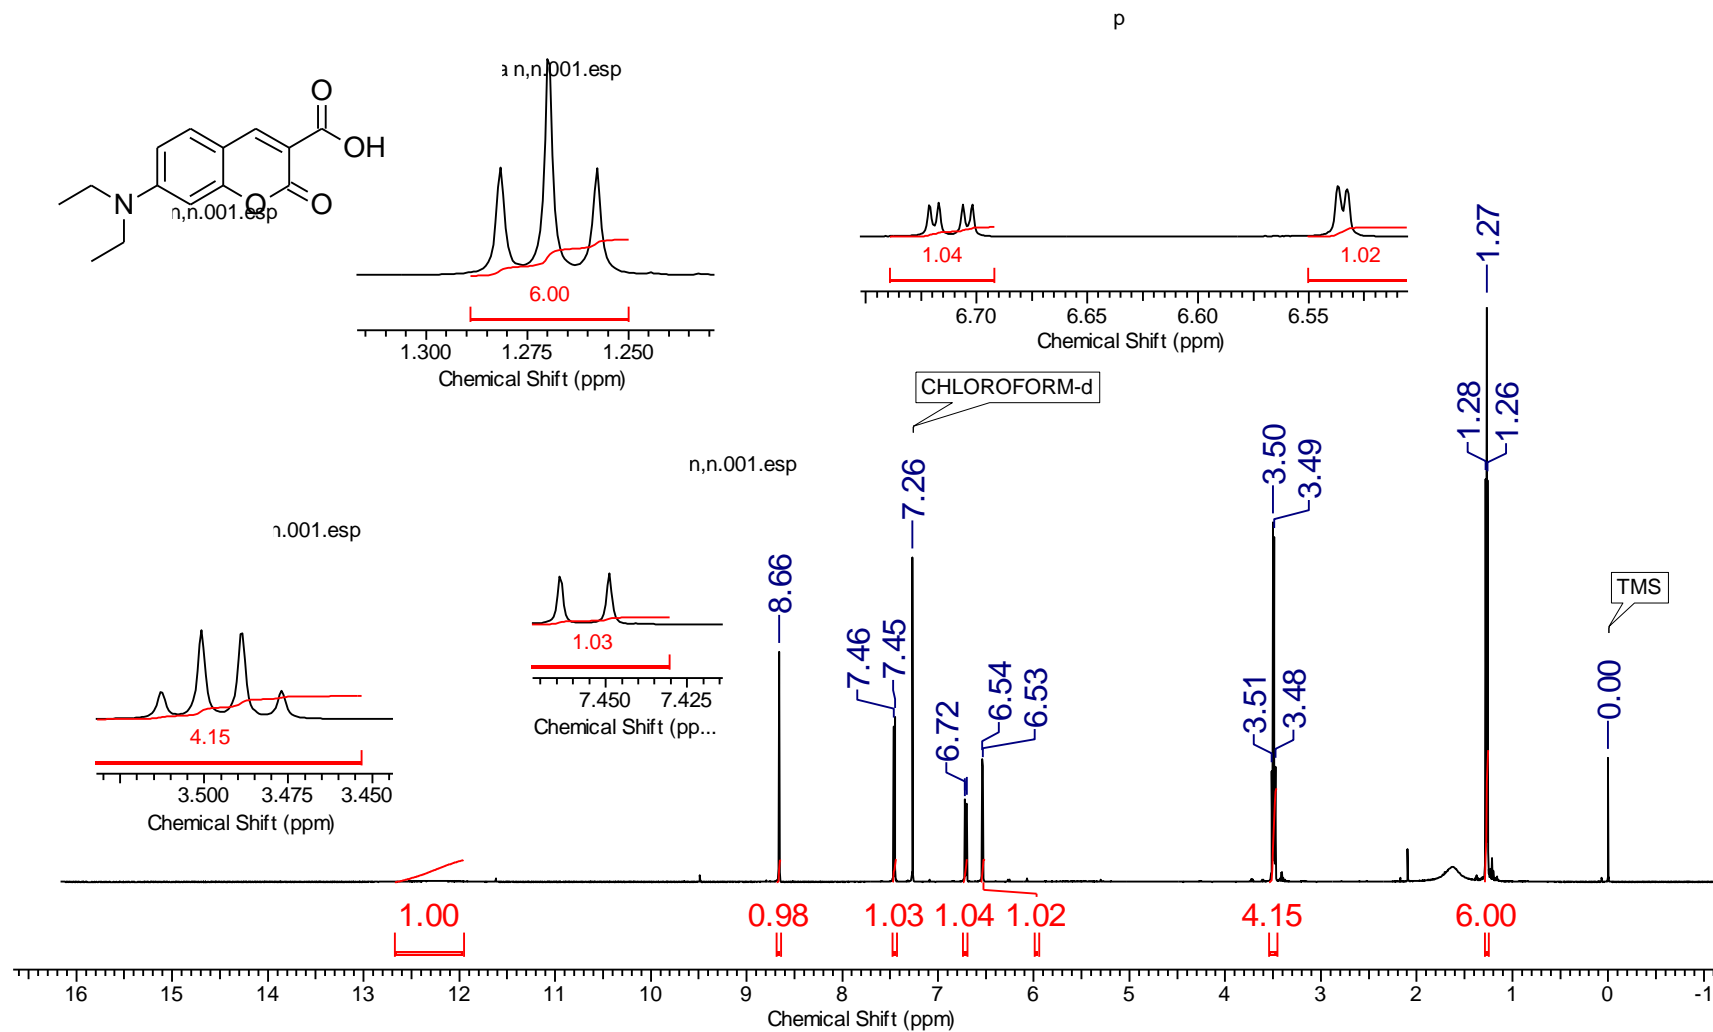 p
a n,n.001.esp
O
OH
N
O
O
n,n.001.esp
6.00
1.300 1.275 1.250
Chemical Shift (ppm)
1.04 1.02
6.70 6.65 6.60 6.55
Chemical Shift (ppm)
1.27
CHLOROFORM-d
1.28
1.26
n,n.001.esp
7.26
3.50
3.49
n.001.esp
8.66
7.46
7.45
6.72
6.54
6.53
3.51
3.48
TMS
0.00
1.03
7.450 7.425
Chemical Shift (pp...
4.15
3.500 3.475 3.450
Chemical Shift (ppm)
1.00 0.98 1.03 1.04 1.02 4.15 6.00
16 15 14 13 12 11 10 9 8 7 6 5 4 3 2 1 0 -1
Chemical Shift (ppm)